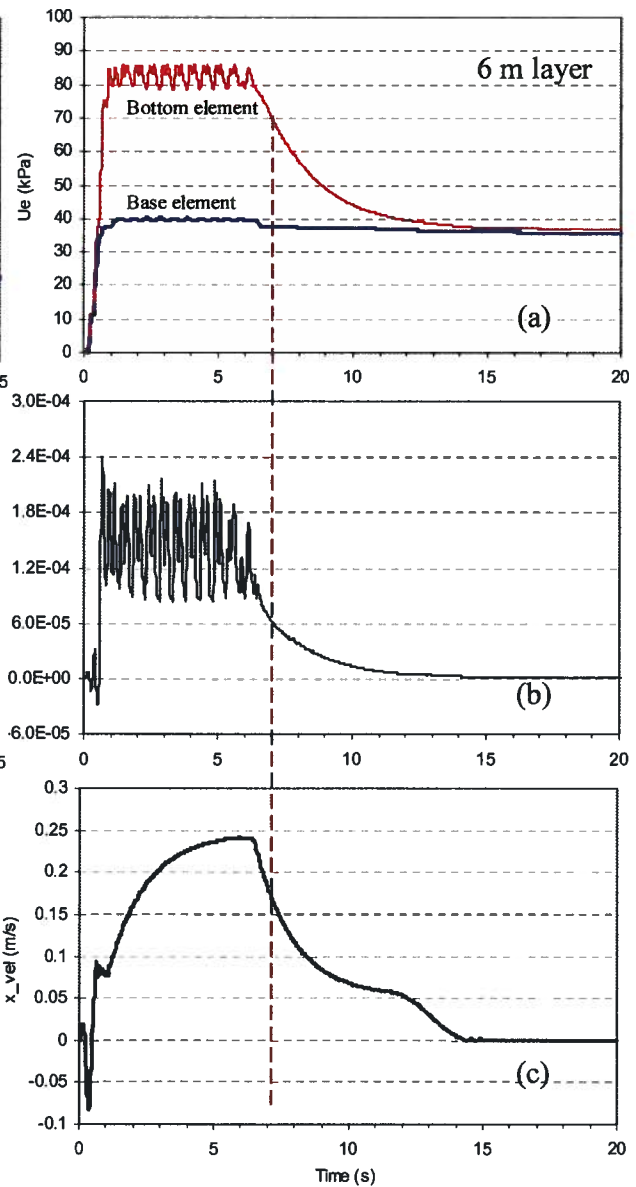 100
90
80
70
60
50
40
30
20
10
0
Ue (kPa)
6 m layer
Bottom element
Base element
(a)
0 5 10 15 20
5
3.0E-04
2.4E-04
1.8E-04
1.2E-04
6.0E-05
0.0E+00
-6.0E-05
(b)
0 5 10 15 20
5
0.3
0.25
0.2
0.15
0.1
0.05
0
-0.05
-0.1
x_vel (m/s)
(c)
0 5 10 15 20
Time (s)